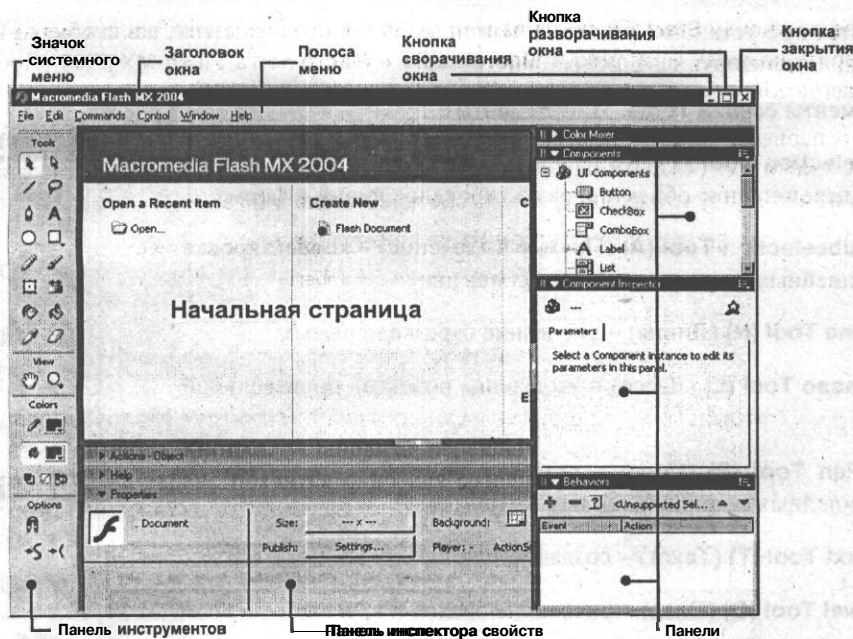 Значок
системного
меню
Заголовок
окна
Полоса
меню
Кнопка
сворачивания
окна
Кнопка
разворачивания
окна
Кнопка
закрытия
окна
Macromedia Flash MX 2004
File Edit Commands Control Window Help
Tools
View
Colors
Options
Macromedia Flash MX 2004
Open a Recent Item
Open...
Create New
Flash Document
C
Начальная страница
E
Color Mixer
Components
UI Components
Button
CheckBox
ComboBox
Label
List
Component Inspector
---
Parameters
Select a Component instance to edit its
parameters in this panel.
Actions - Object
Help
Properties
Document
Size: --- x ---
Background:
Publish: Settings...
Player: - ActionSc
Behaviors
<Unsupported Sel...
Event Action
Панель инструментов
Панель инспектора свойств
Панели